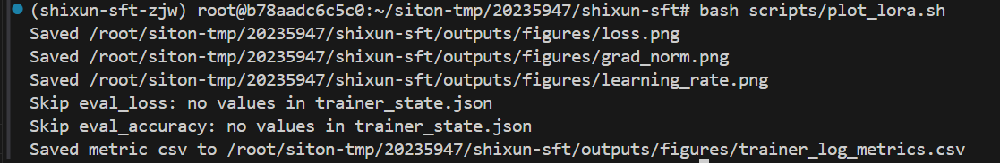 (shixun-sft-zjw) root@b78aadc6c5c0:~/siton-tmp/20235947/shixun-sft# bash scripts/plot_lora.sh
Saved /root/siton-tmp/20235947/shixun-sft/outputs/figures/loss.png
Saved /root/siton-tmp/20235947/shixun-sft/outputs/figures/grad_norm.png
Saved /root/siton-tmp/20235947/shixun-sft/outputs/figures/learning_rate.png
Skip eval_loss: no values in trainer_state.json
Skip eval_accuracy: no values in trainer_state.json
Saved metric csv to /root/siton-tmp/20235947/shixun-sft/outputs/figures/trainer_log_metrics.csv